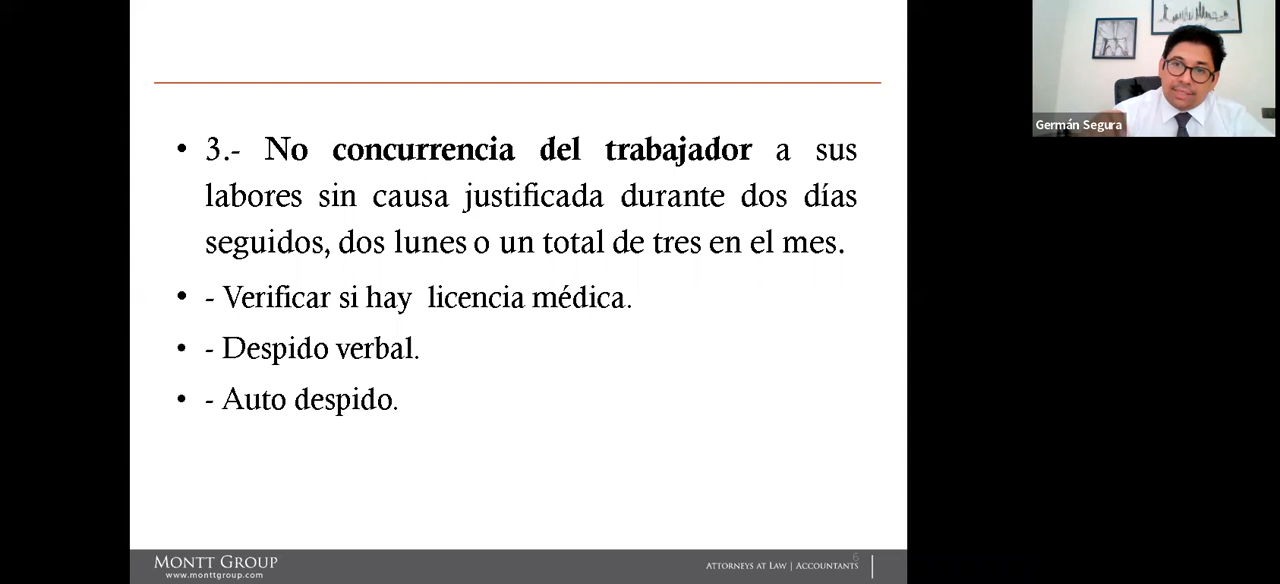 • 3.- No concurrencia del trabajador a sus
labores sin causa justificada durante dos días
seguidos, dos lunes o un total de tres en el mes.
• - Verificar si hay licencia médica.
• - Despido verbal.
• - Auto despido.
Germán Segura
6
MONTT GROUP
www.monttgroup.com
ATTORNEYS AT LAW | ACCOUNTANTS